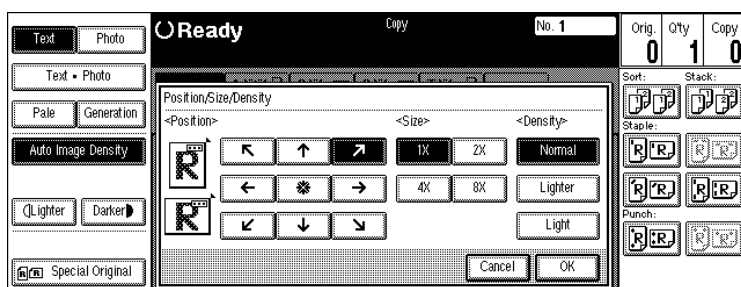 Text Photo
Text • Photo
Pale Generation
Auto Image Density
Lighter Darker
Special Original
Ready
Copy
No. 1
Position/Size/Density
<Position> <Size> <Density>
R 1X 2X Normal
4X 8X Lighter
R Light
Cancel OK
Orig. Q'ty Copy
0 1 0
Sort: Stack:
Staple:
Punch: